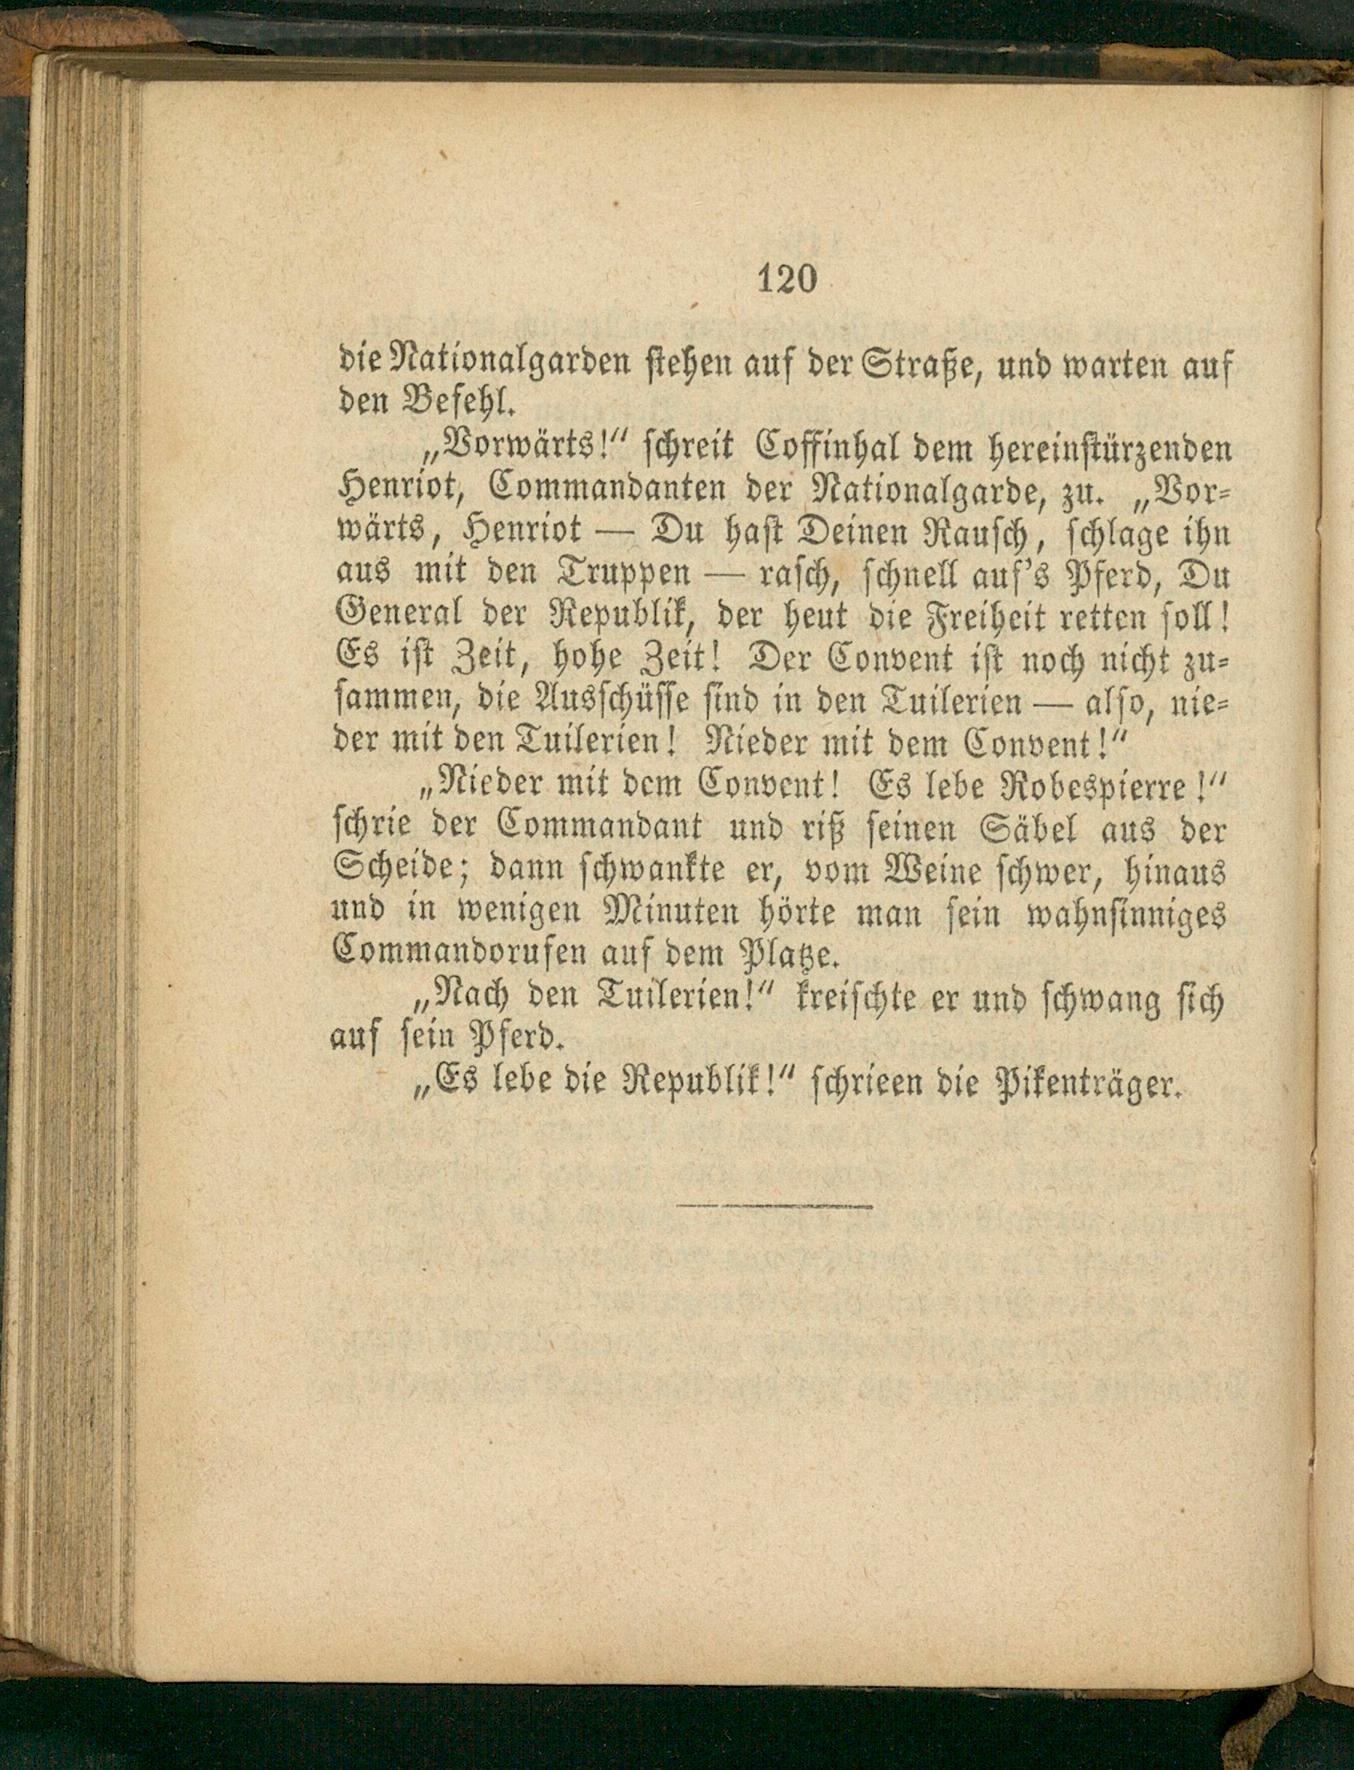 120
die Nationalgarden stehen auf der Straße, und warten auf
den Befehl.
„Vorwärts!“ schreit Coffinhal dem hereinstürzenden
Henriot, Commandanten der Nationalgarde, zu. „Vor-
wärts, Henriot — Du hast Deinen Rausch, schlage ihn
aus mit den Truppen — rasch, schnell auf's Pferd, Du
General der Republik, der heut die Freiheit retten soll!
Es ist Zeit, hohe Zeit! Der Convent ist noch nicht zu-
sammen, die Ausschüsse sind in den Tuilerien — also, nie-
der mit den Tuilerien! Nieder mit dem Convent!“
„Nieder mit dem Convent! Es lebe Robespierre!“
schrie der Commandant und riß seinen Säbel aus der
Scheide; dann schwankte er, vom Weine schwer, hinaus
und in wenigen Minuten hörte man sein wahnsinniges
Commandorufen auf dem Platze.
„Nach den Tuilerien!“ kreischte er und schwang sich
auf sein Pferd.
„Es lebe die Republik!“ schrieen die Pikenträger.